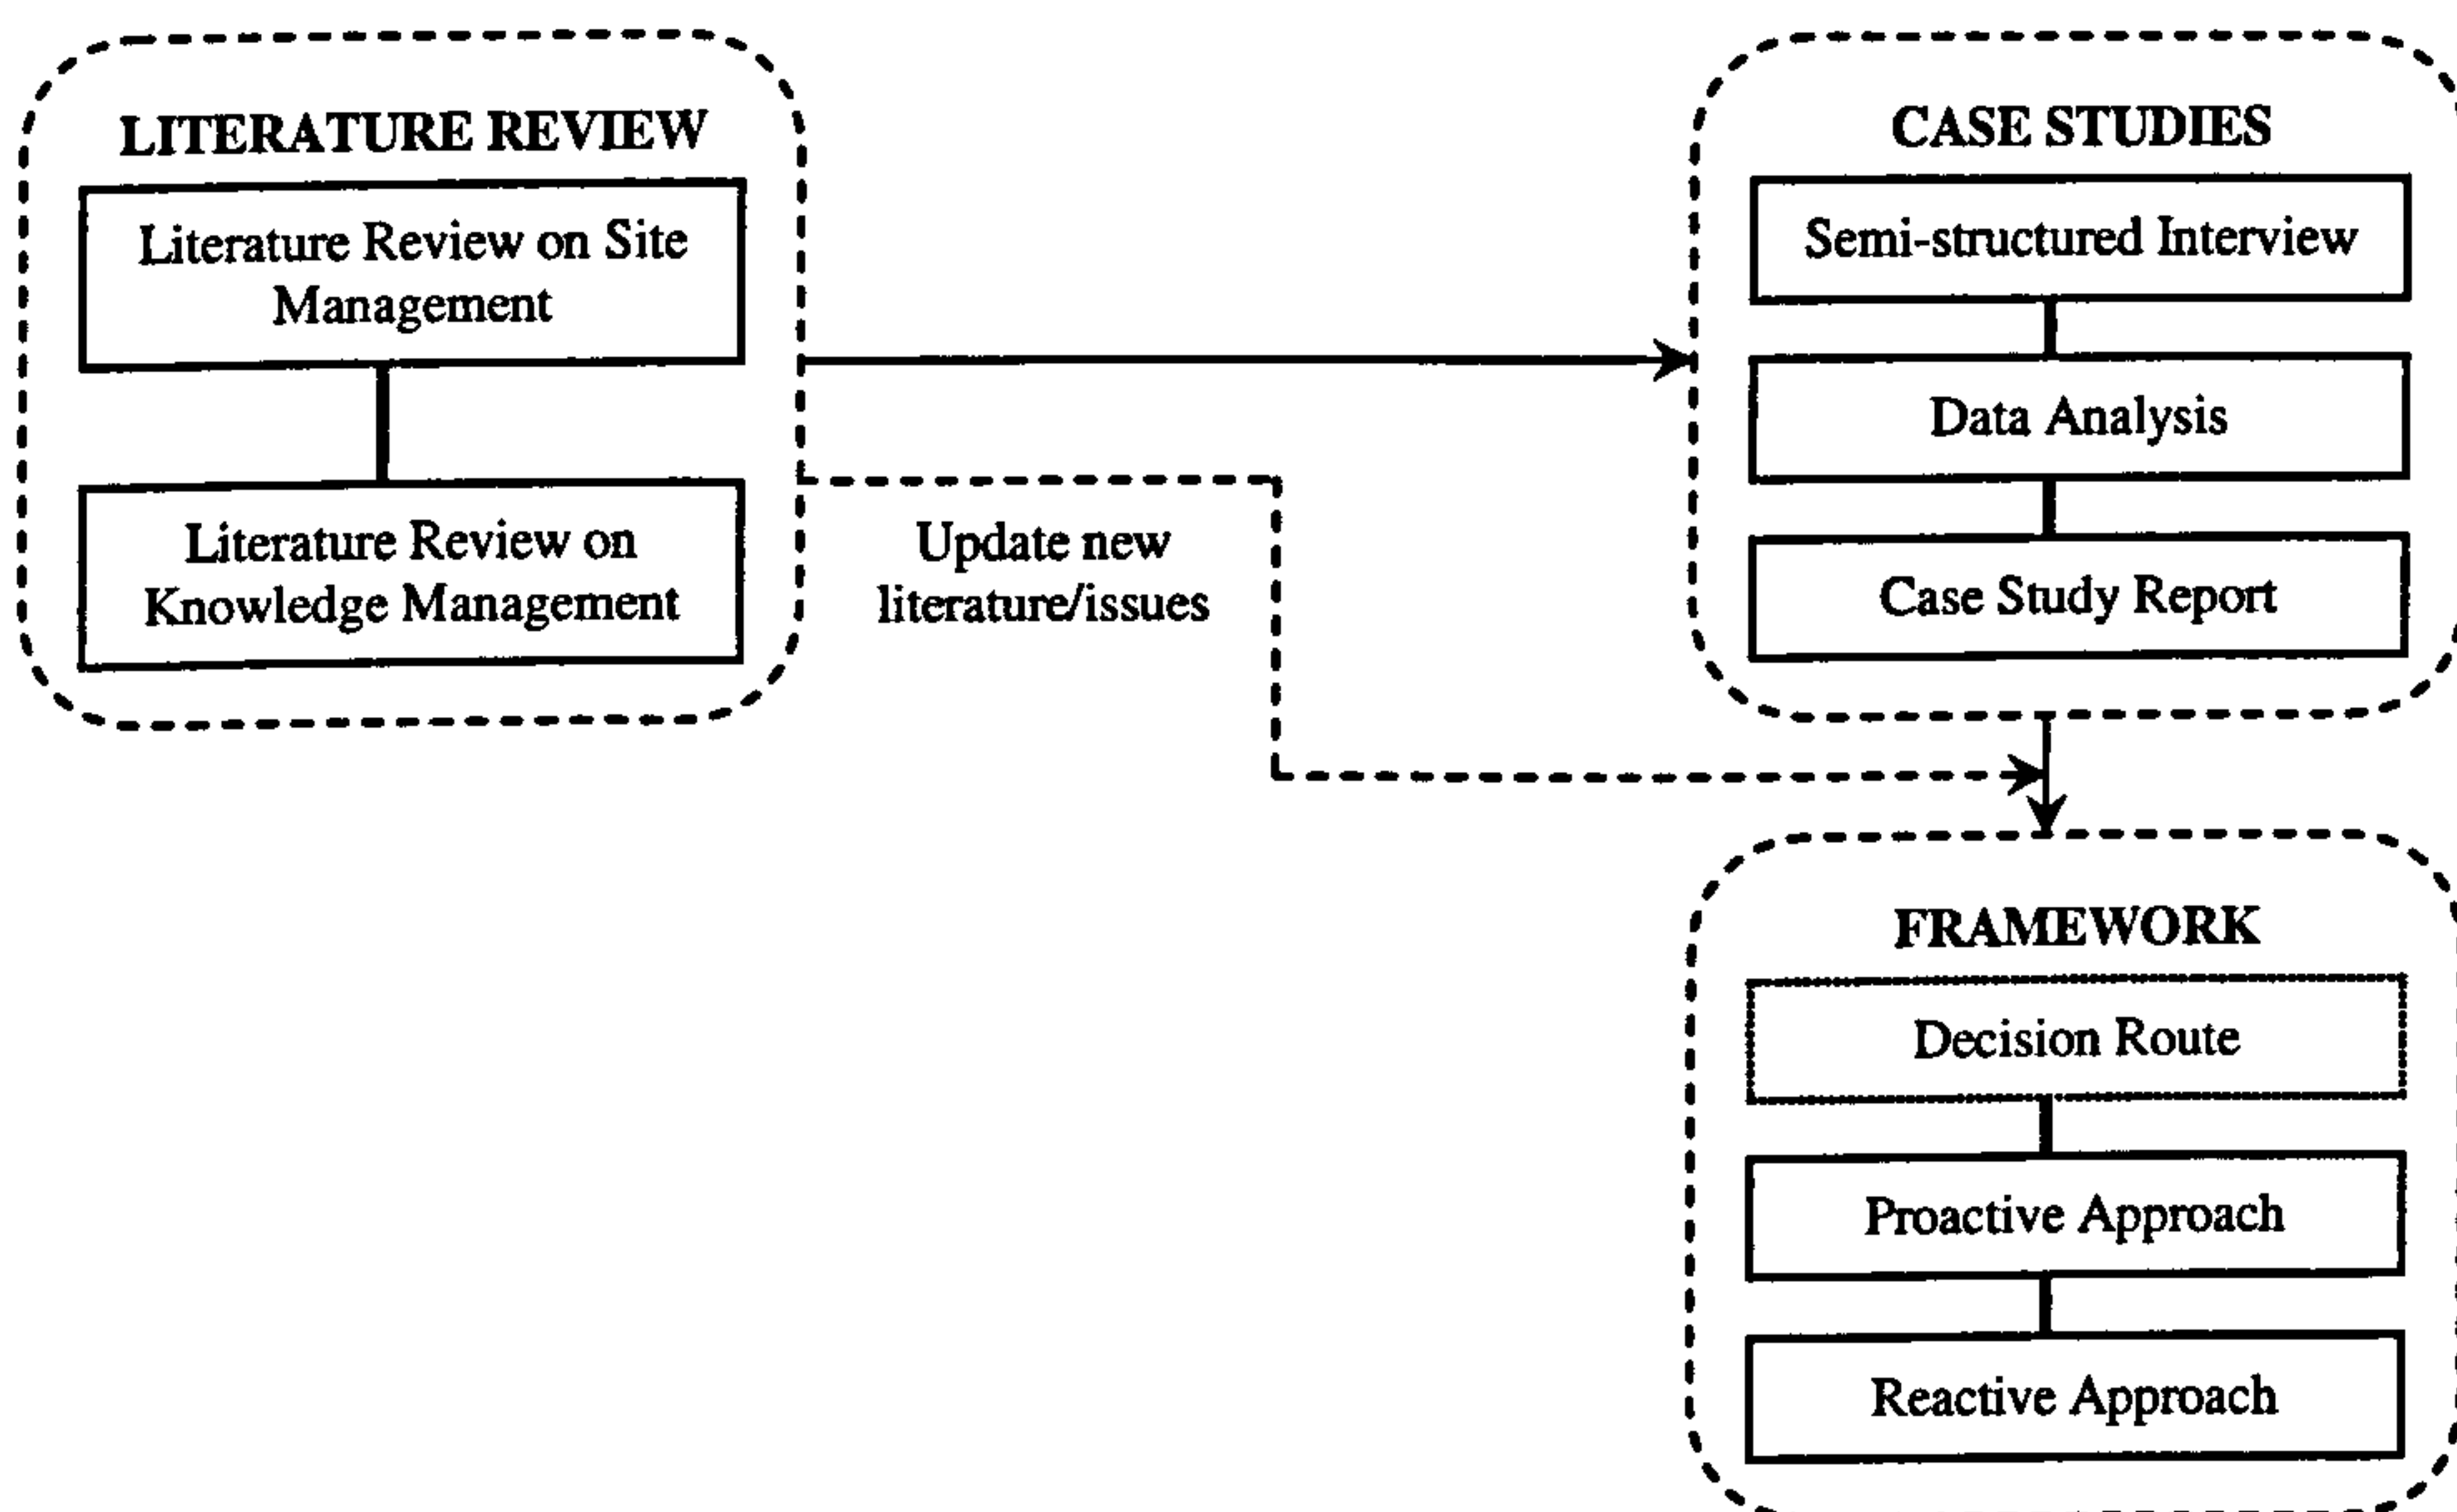 LITERATURE REVIEW
Literature Review on Site
Management
Literature Review on
Knowledge Management
Update new
literature/issues
CASE STUDIES
Semi-structured Interview
Data Analysis
Case Study Report
FRAMEWORK
Decision Route
Proactive Approach
Reactive Approach